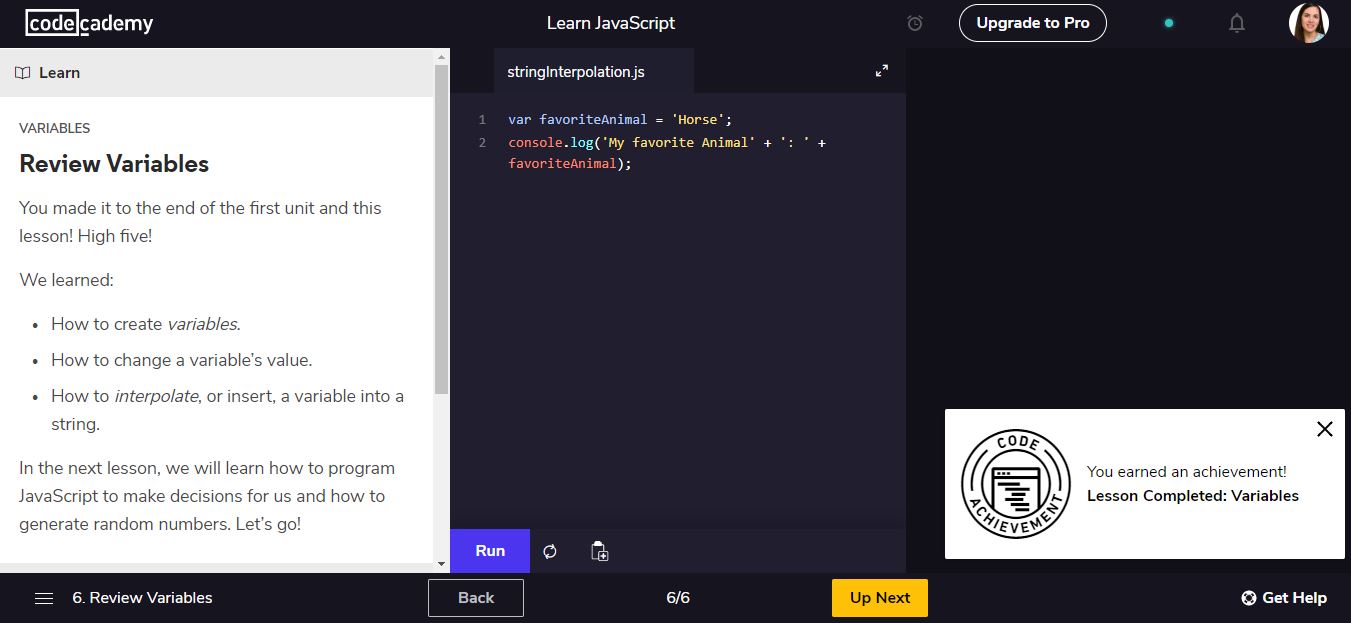 codecademy
Learn JavaScript
Upgrade to Pro
Learn
stringInterpolation.js
VARIABLES
Review Variables
You made it to the end of the first unit and this
lesson! High five!
We learned:
• How to create variables.
• How to change a variable's value.
• How to interpolate, or insert, a variable into a
string.
In the next lesson, we will learn how to program
JavaScript to make decisions for us and how to
generate random numbers. Let's go!
1 var favoriteAnimal = 'Horse';
2 console.log('My favorite Animal' + ': ' +
favoriteAnimal);
CODE
ACHIEVEMENT
You earned an achievement!
Lesson Completed: Variables
Run
6. Review Variables
Back
6/6
Up Next
Get Help